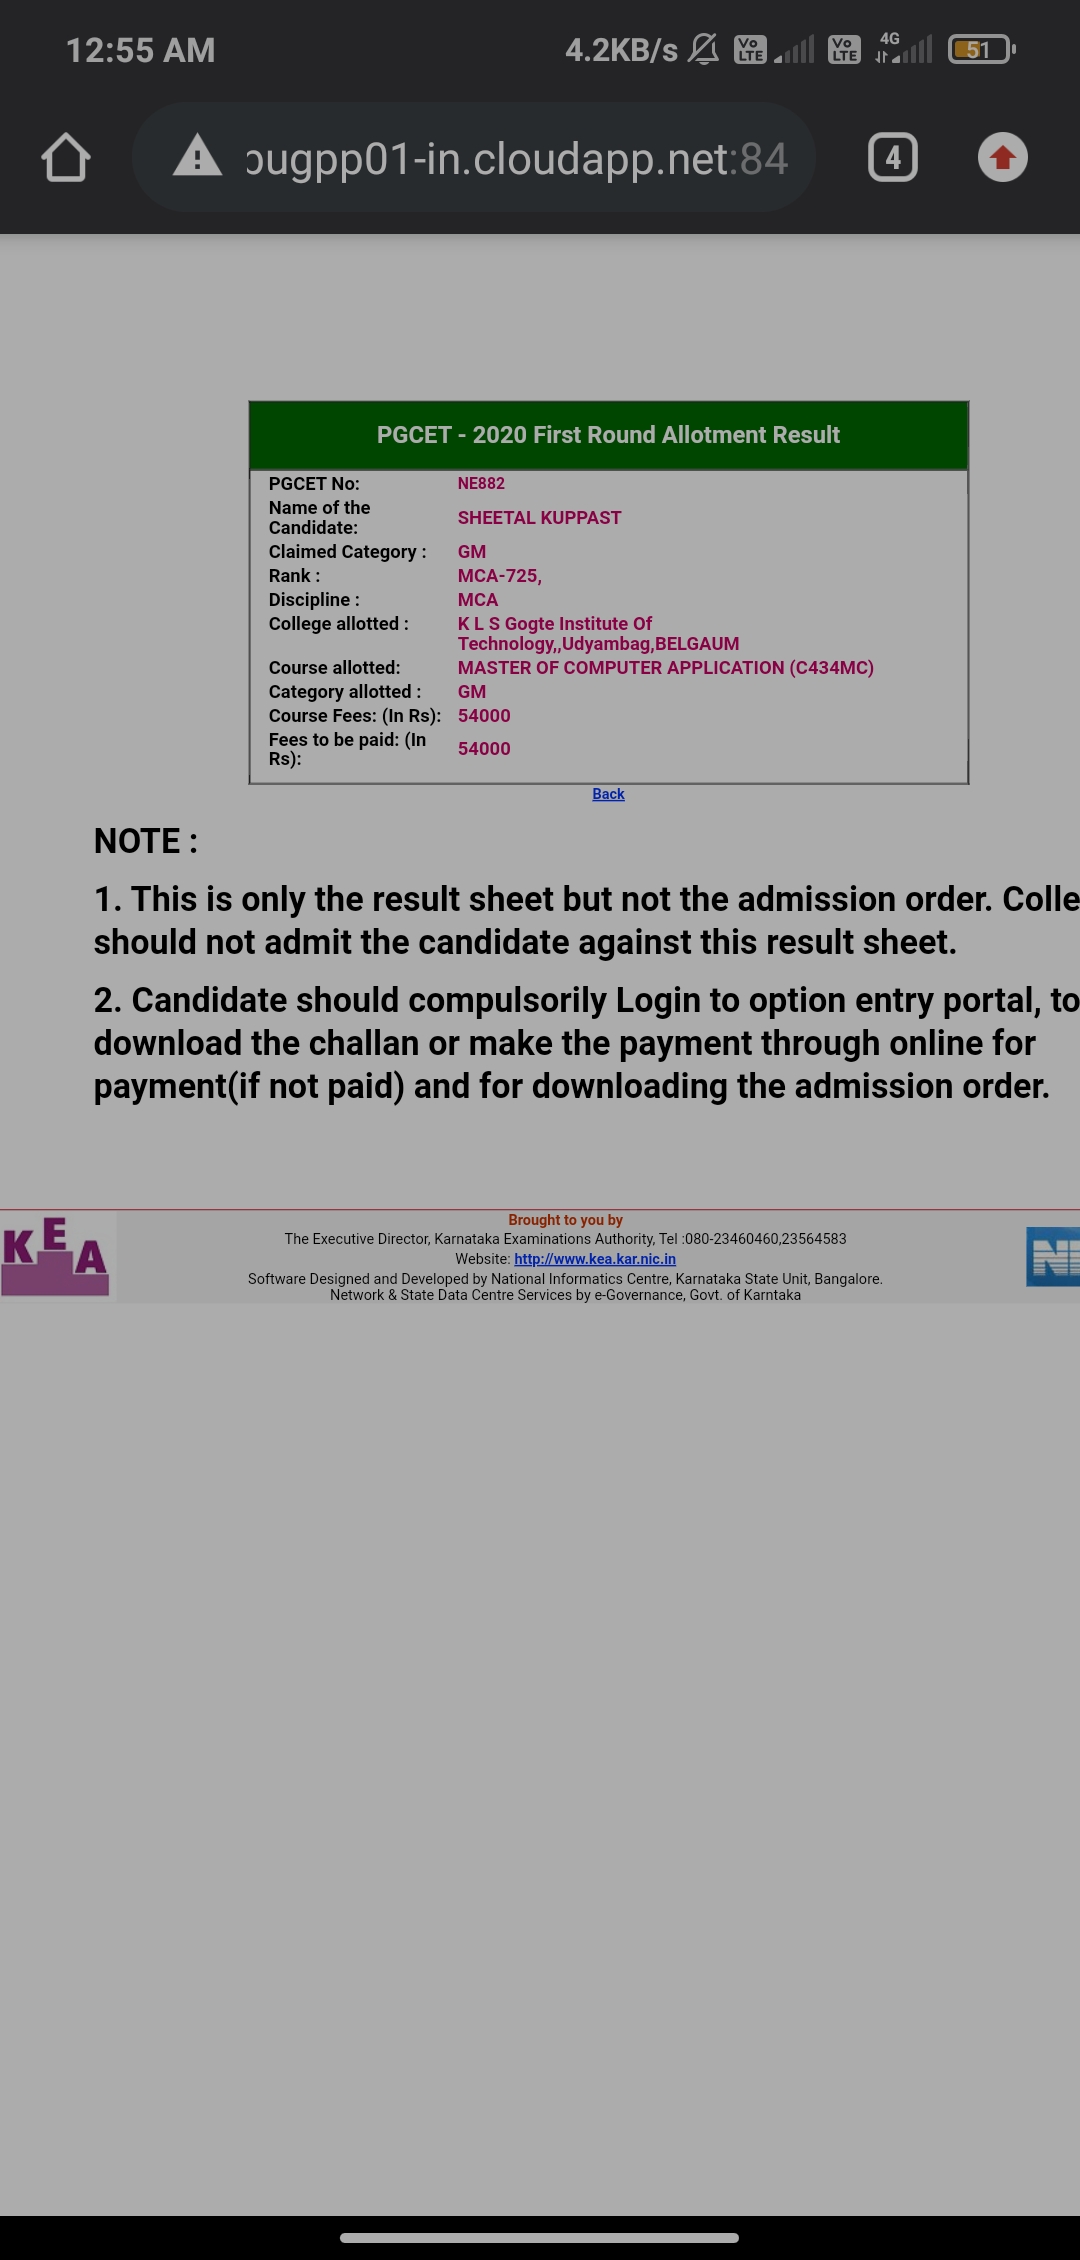 12:55 AM 4.2KB/s Vo LTE Vo LTE 4G 51
ougpp01-in.cloudapp.net:84 4
PGCET - 2020 First Round Allotment Result
PGCET No: NE882
Name of the
Candidate: SHEETAL KUPPAST
Claimed Category : GM
Rank : MCA-725,
Discipline : MCA
College allotted : K L S Gogte Institute Of
Technology,,Udyambag,BELGAUM
Course allotted: MASTER OF COMPUTER APPLICATION (C434MC)
Category allotted : GM
Course Fees: (In Rs): 54000
Fees to be paid: (In
Rs): 54000
Back
NOTE :
1. This is only the result sheet but not the admission order. Colle
should not admit the candidate against this result sheet.
2. Candidate should compulsorily Login to option entry portal, to
download the challan or make the payment through online for
payment(if not paid) and for downloading the admission order.
KEA
Brought to you by
The Executive Director, Karnataka Examinations Authority, Tel :080-23460460,23564583
Website: http://www.kea.kar.nic.in
Software Designed and Developed by National Informatics Centre, Karnataka State Unit, Bangalore.
Network & State Data Centre Services by e-Governance, Govt. of Karntaka